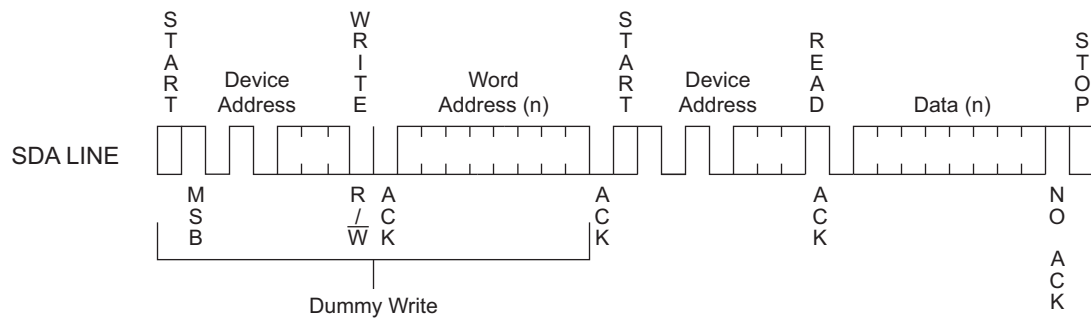 START
WRITE
START
READ
STOP
Device
Address
Word
Address (n)
Device
Address
Data (n)
SDA LINE
MSB
R/W
ACK
ACK
ACK
NO ACK
Dummy Write